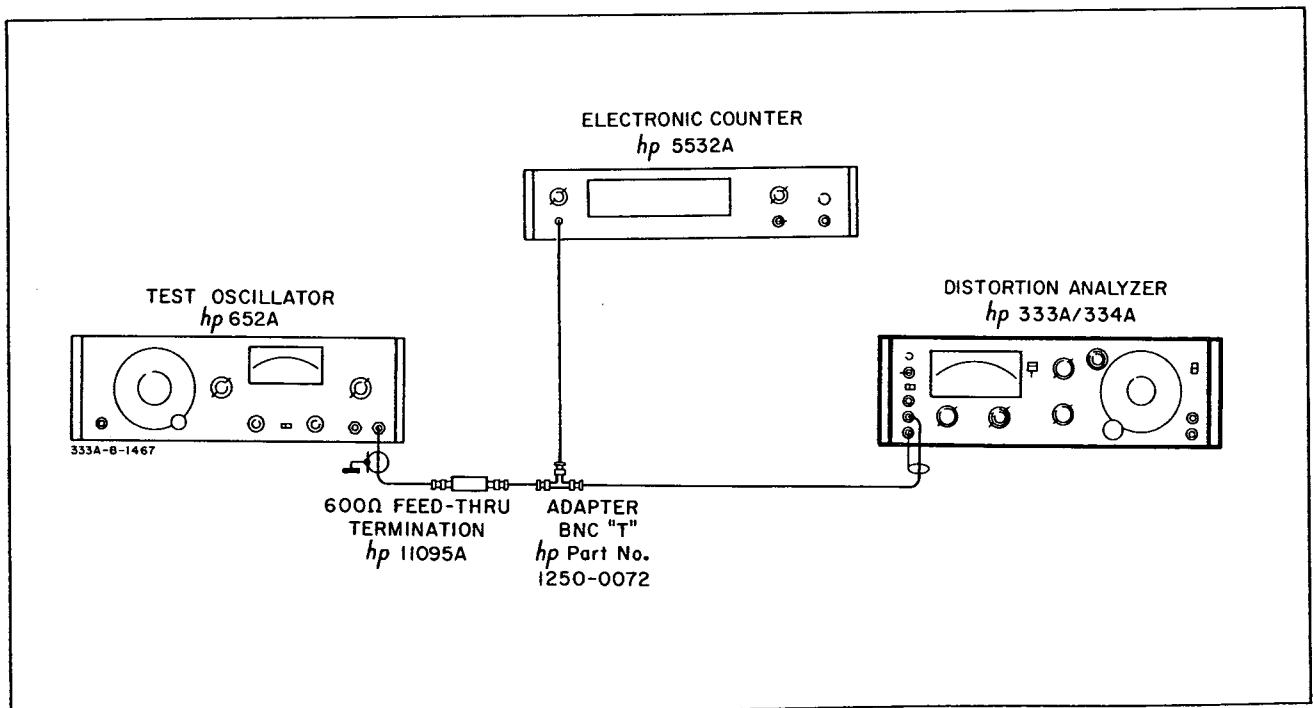 ELECTRONIC COUNTER
hp 5532A
TEST OSCILLATOR
hp 652A
DISTORTION ANALYZER
hp 333A/334A
333A-B-1467
600Ω FEED-THRU
TERMINATION
hp 11095A
ADAPTER
BNC "T"
hp Part No.
1250-0072